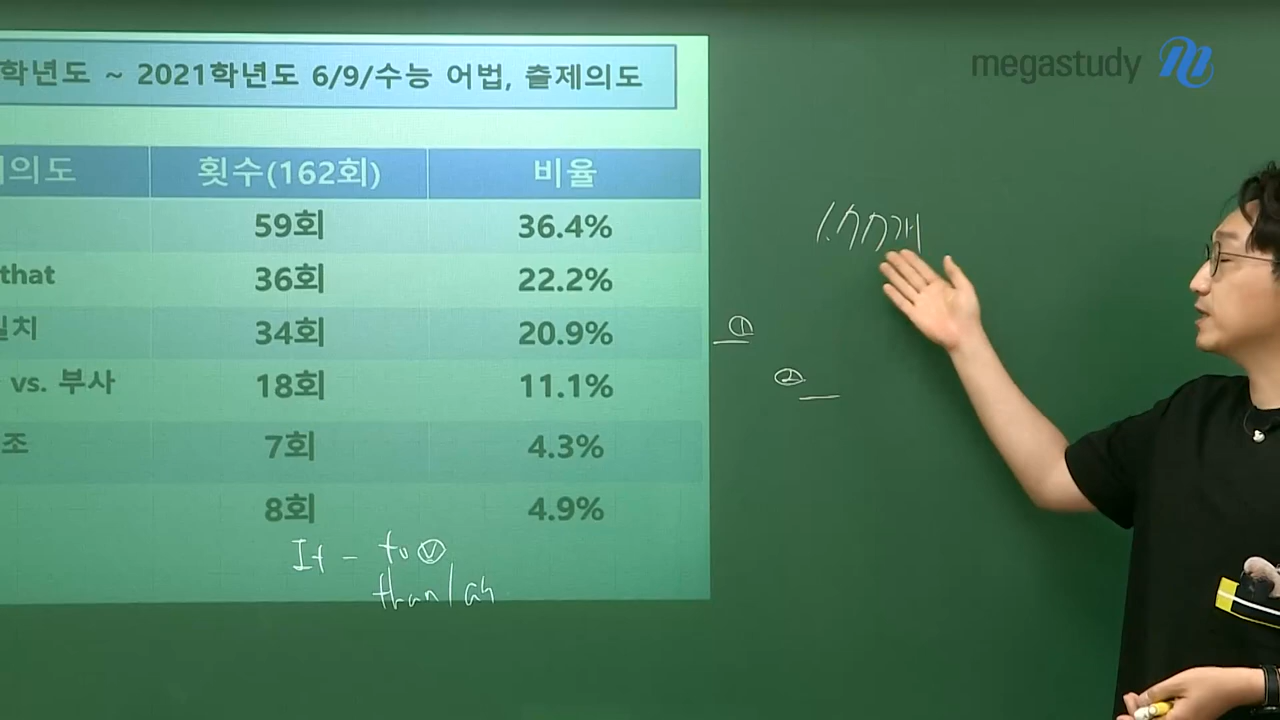 megastudy
학년도 ~ 2021학년도 6/9/수능 어법, 출제의도
의도 횟수(162회) 비율
59회 36.4%
that 36회 22.2%
일치 34회 20.9%
vs. 부사 18회 11.1%
조 7회 4.3%
8회 4.9%
①
②
It - to ⓥ
than/as